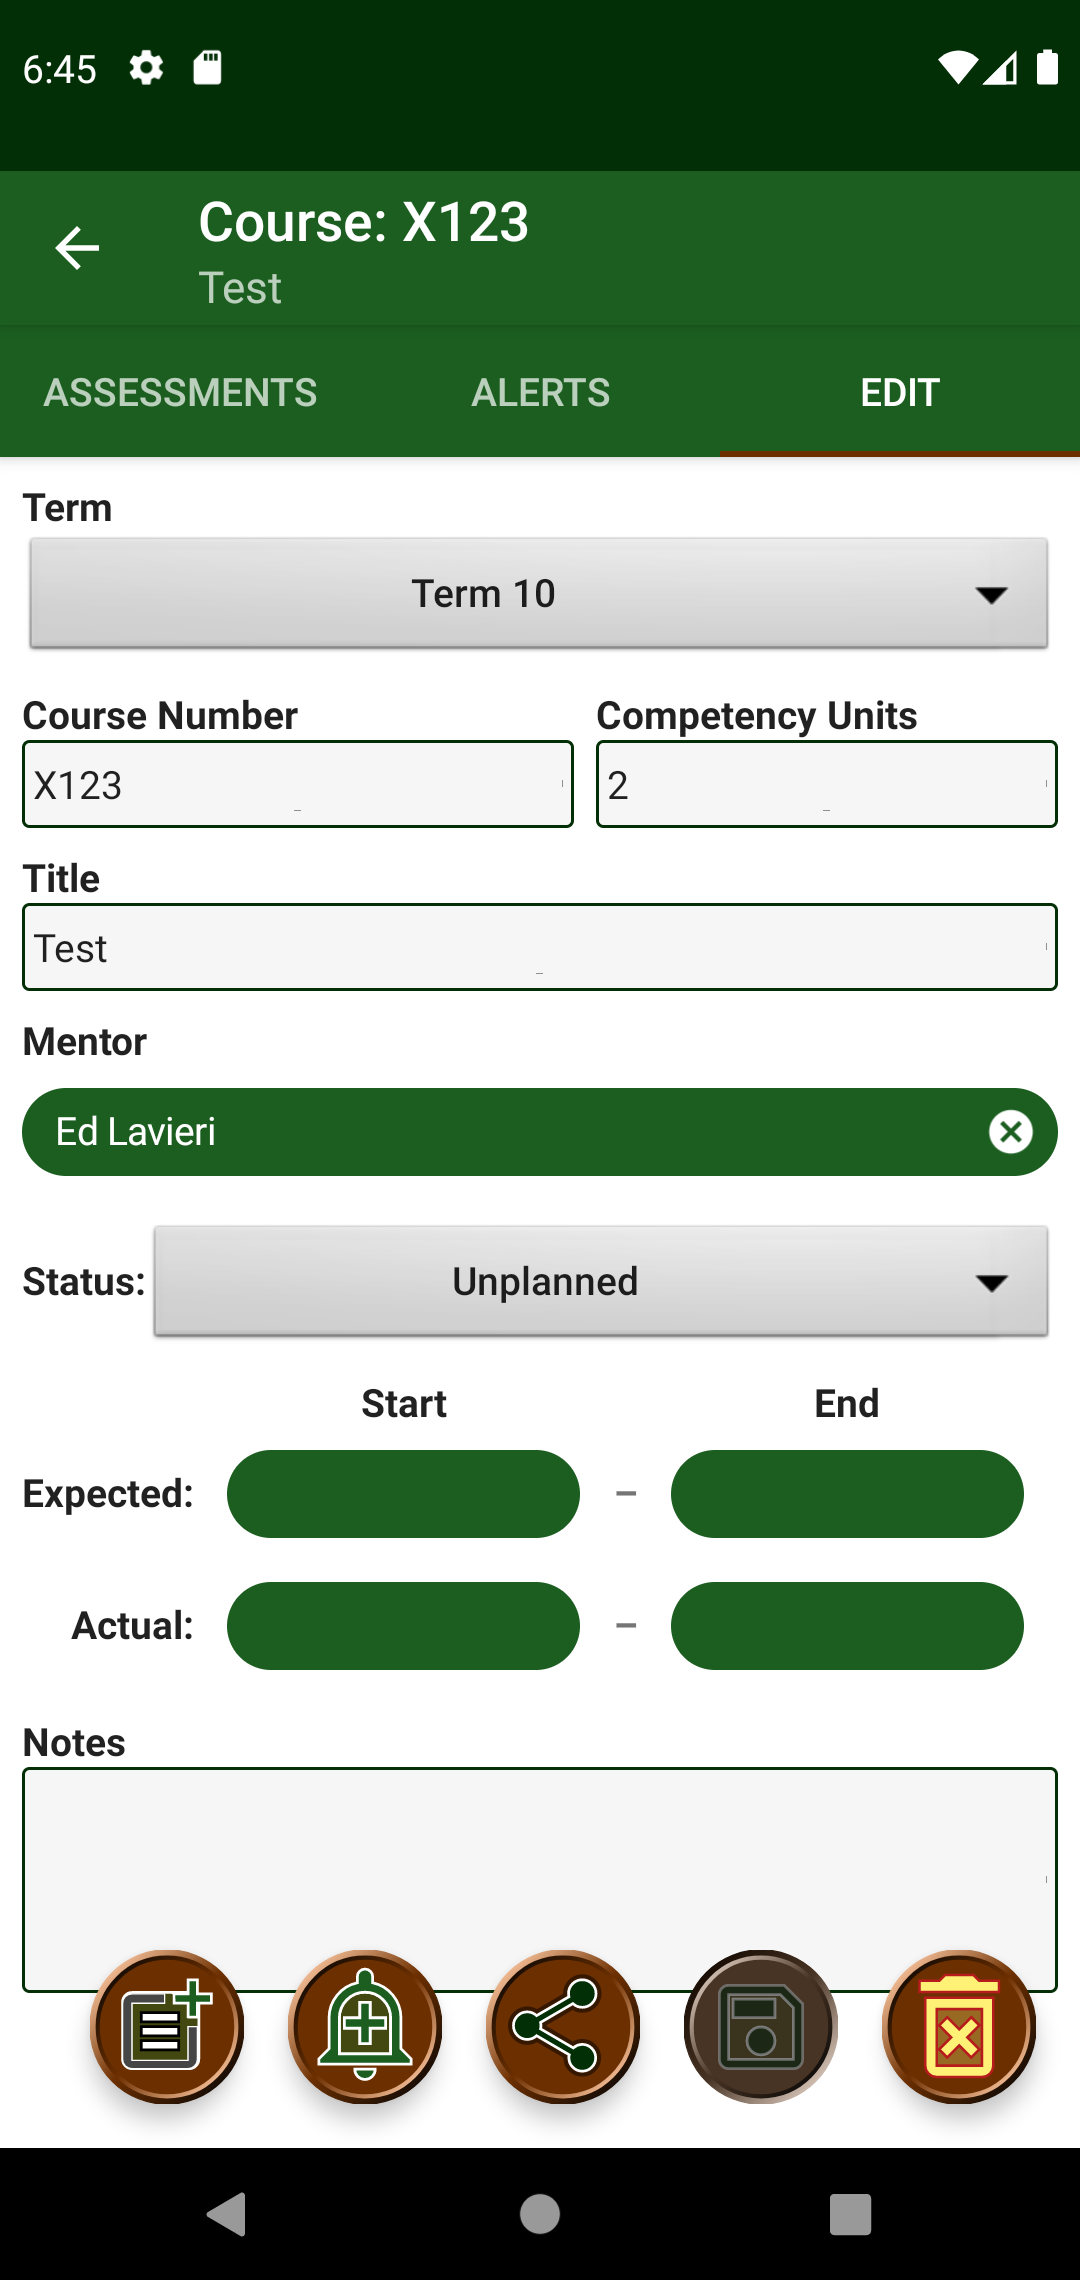 6:45
Course: X123
Test
ASSESSMENTS ALERTS EDIT
Term
Term 10
Course Number Competency Units
X123 2
Title
Test
Mentor
Ed Lavieri
Status: Unplanned
Start End
Expected: –
Actual: –
Notes